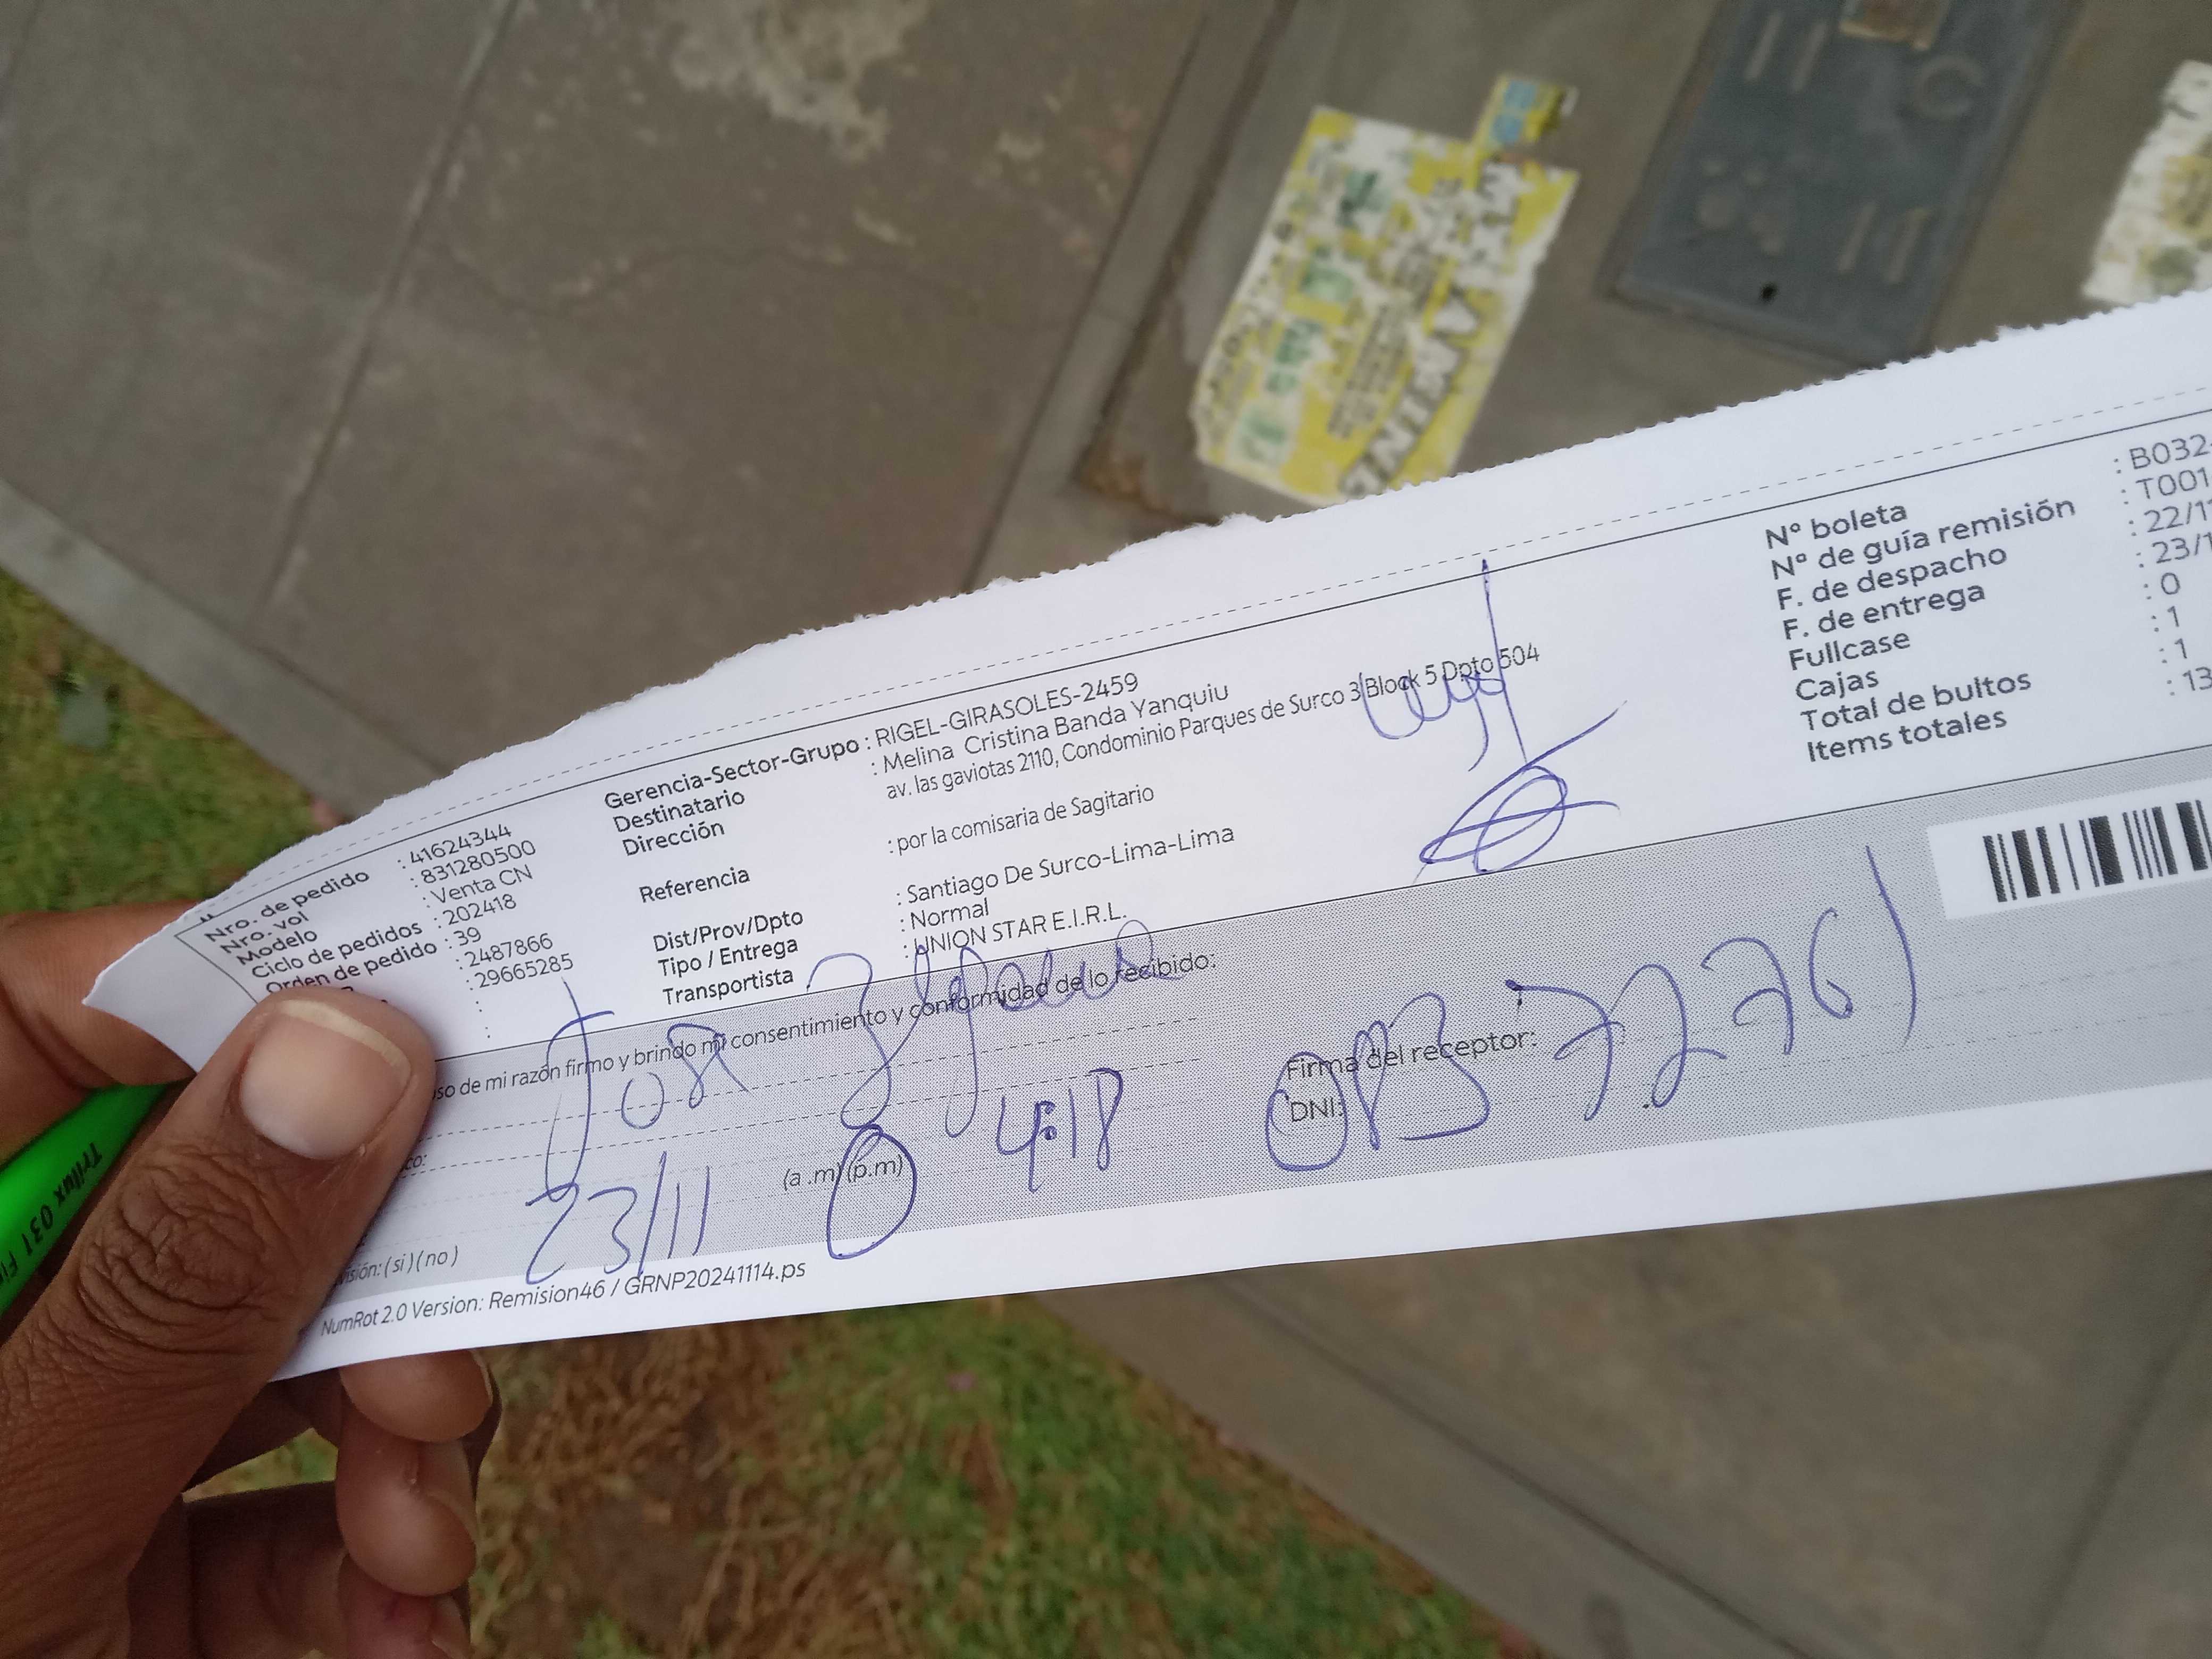 Nro. de pedido : 41624344
Nro. vol : 831280500
Modelo : Venta CN
Ciclo de pedidos : 202418
Orden de pedido : 39
: 2487866
: 29665285
:
:
Gerencia-Sector-Grupo : RIGEL-GIRASOLES-2459
Destinatario : Melina Cristina Banda Yanquiu
Dirección av. las gaviotas 2110, Condominio Parques de Surco 3 Block 5 Dpto 504
Referencia : por la comisaria de Sagitario
Dist/Prov/Dpto : Santiago De Surco-Lima-Lima
Tipo / Entrega : Normal
Transportista : UNION STAR E.I.R.L.
N° boleta : B032-
N° de guía remisión : T001
F. de despacho : 22/11
F. de entrega : 23/1
Fullcase : 0
Cajas : 1
Total de bultos : 1
Items totales : 13
uso de mi razón firmo y brindo mi consentimiento y conformidad de lo recibido:
Firma del receptor:
DNI:
co:
23/11 (a.m) (p.m) 4:18
isión: ( si ) ( no )
NumRot 2.0 Version: Remision46 / GRNP20241114.ps
Trilux 031